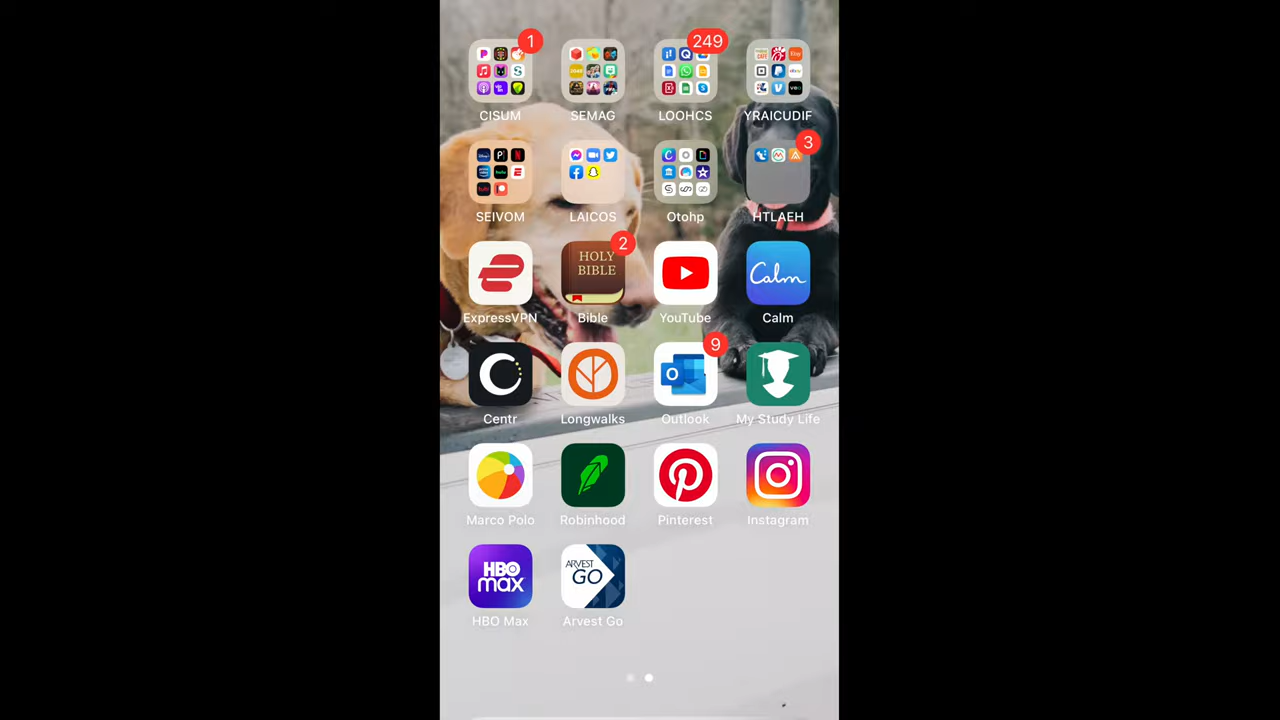 1
249
CISUM
SEMAG
LOOHCS
YRAICUDIF
3
SEIVOM
LAICOS
Otohp
HTLAEH
2
HOLY
BIBLE
Calm
ExpressVPN
Bible
YouTube
Calm
9
O
Centr
Longwalks
Outlook
My Study Life
Marco Polo
Robinhood
Pinterest
Instagram
HBO
max
ARVEST
GO
HBO Max
Arvest Go